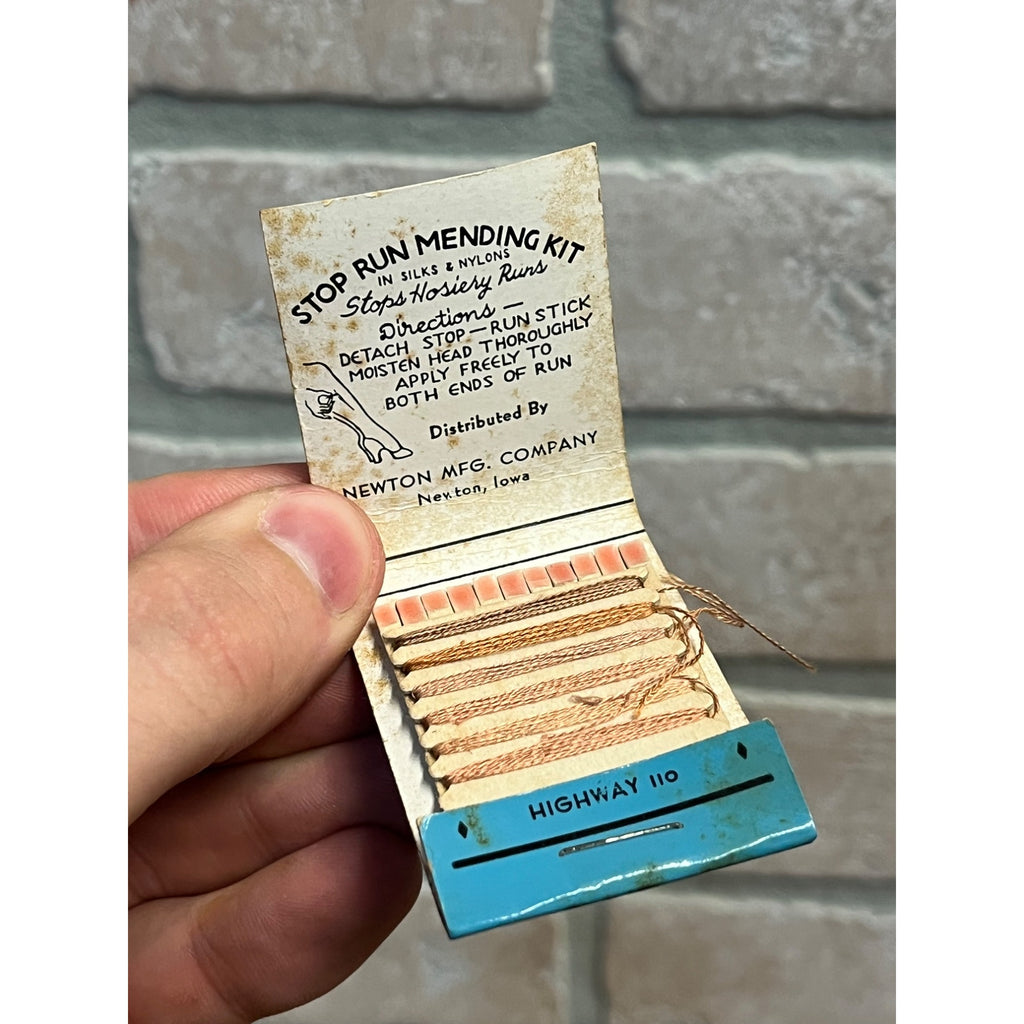 STOP RUN MENDING KIT
IN SILKS & NYLONS
Stops Hosiery Runs
Directions —
DETACH STOP—RUN STICK
MOISTEN HEAD THOROUGHLY
APPLY FREELY TO
BOTH ENDS OF RUN
Distributed By
NEWTON MFG. COMPANY
Newton, Iowa
HIGHWAY 110